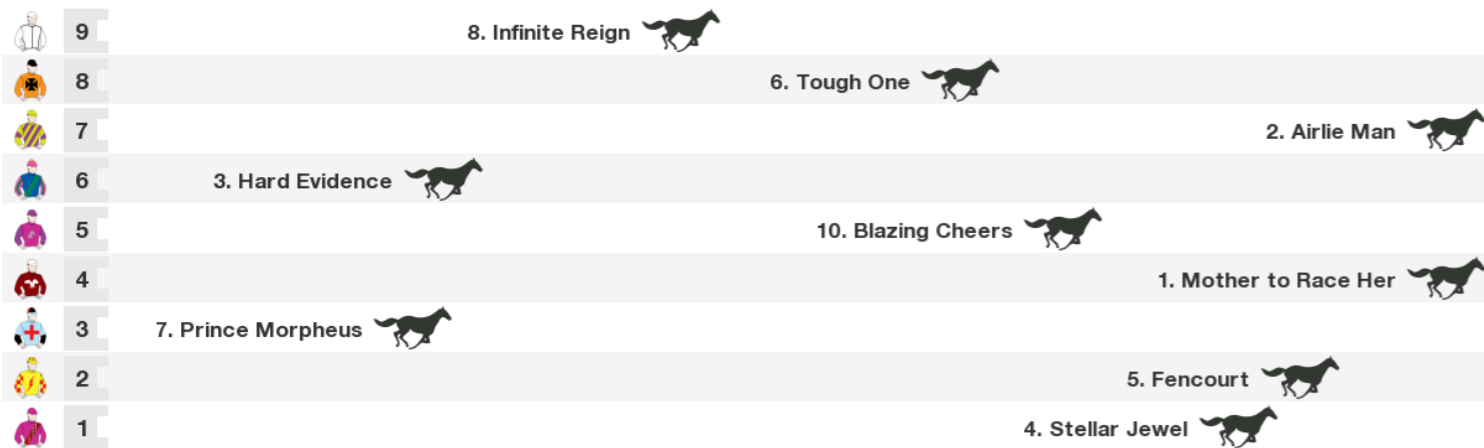 9 8. Infinite Reign
8 6. Tough One
7 2. Airlie Man
6 3. Hard Evidence
5 10. Blazing Cheers
4 1. Mother to Race Her
3 7. Prince Morpheus
2 5. Fencourt
1 4. Stellar Jewel